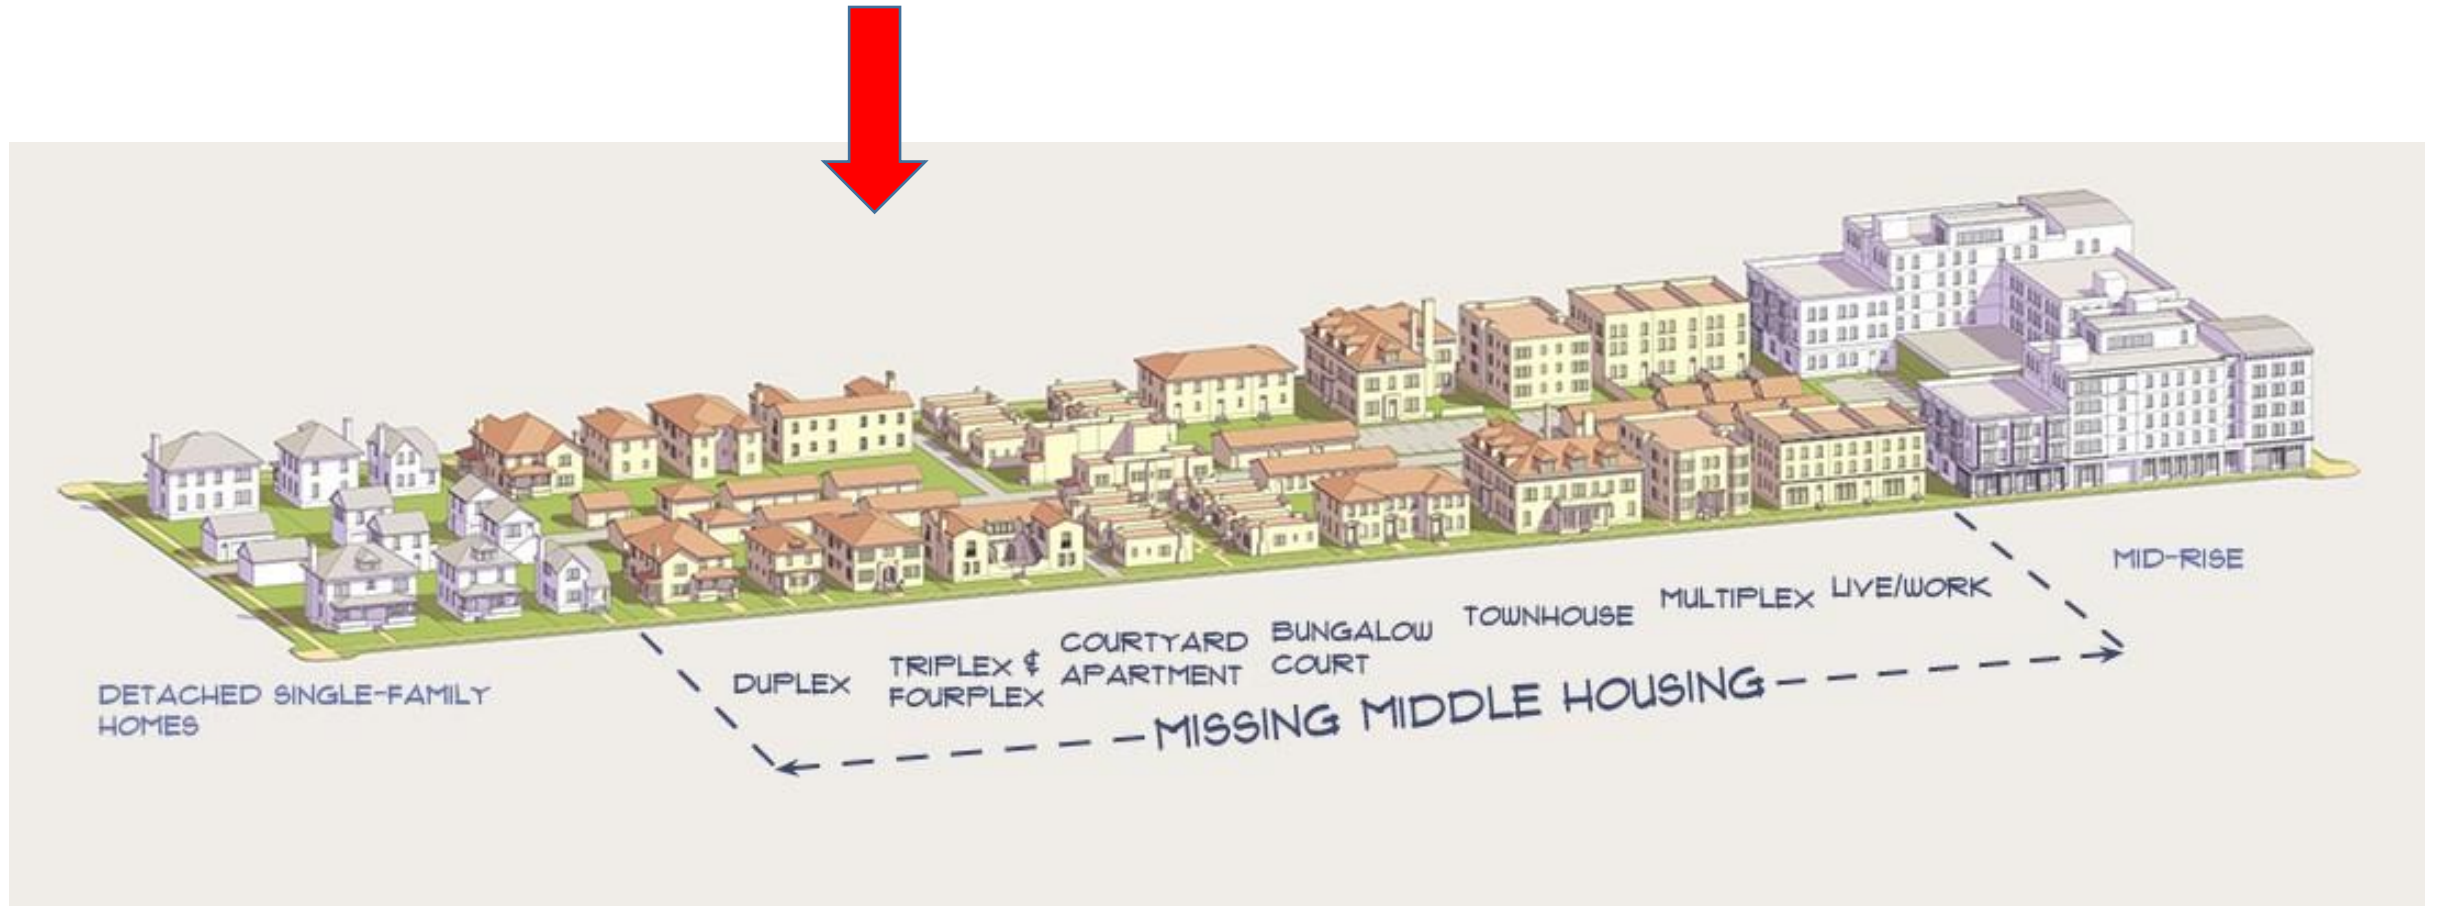 DETACHED SINGLE-FAMILY
HOMES
DUPLEX
TRIPLEX &
FOURPLEX
COURTYARD
APARTMENT
BUNGALOW
COURT
TOWNHOUSE
MULTIPLEX
LIVE/WORK
MID-RISE
MISSING MIDDLE HOUSING